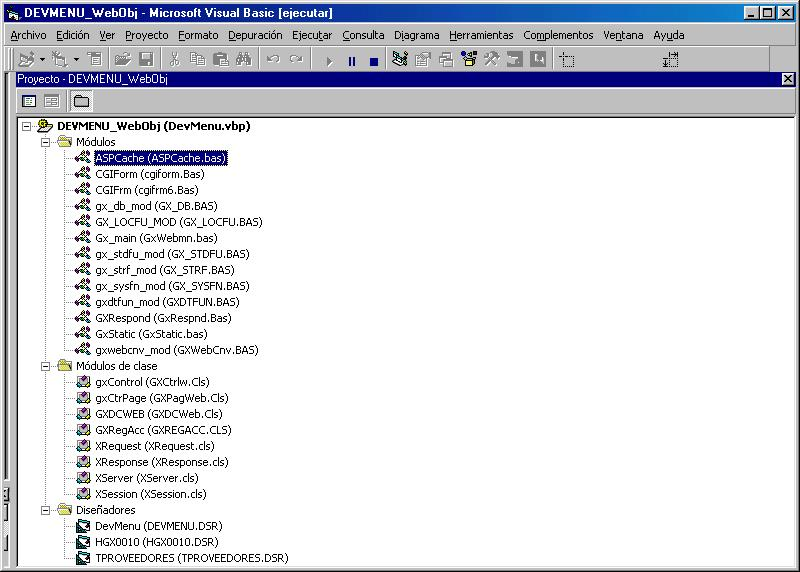 DEVMENU_WebObj - Microsoft Visual Basic [ejecutar]
Archivo Edición Ver Proyecto Formato Depuración Ejecutar Consulta Diagrama Herramientas Complementos Ventana Ayuda
Proyecto - DEVMENU_WebObj
DEVMENU_WebObj (DevMenu.vbp)
Módulos
ASPCache (ASPCache.bas)
CGIForm (cgiform.Bas)
CGIFrm (cgifrm6.Bas)
gx_db_mod (GX_DB.BAS)
GX_LOCFU_MOD (GX_LOCFU.BAS)
Gx_main (GxWebmn.bas)
gx_stdfu_mod (GX_STDFU.BAS)
gx_strf_mod (GX_STRF.BAS)
gx_sysfn_mod (GX_SYSFN.BAS)
gxdtfun_mod (GXDTFUN.BAS)
GXRespond (GxRespnd.Bas)
GxStatic (GxStatic.bas)
gxwebcnv_mod (GXWebCnv.BAS)
Módulos de clase
gxControl (GXCtrlw.Cls)
gxCtrPage (GXPagWeb.Cls)
GXDCWEB (GXDCWeb.Cls)
GXRegAcc (GXREGACC.CLS)
XRequest (XRequest.cls)
XResponse (XResponse.cls)
XServer (XServer.cls)
XSession (XSession.cls)
Diseñadores
DevMenu (DEVMENU.DSR)
HGX0010 (HGX0010.DSR)
TPROVEEDORES (TPROVEEDORES.DSR)